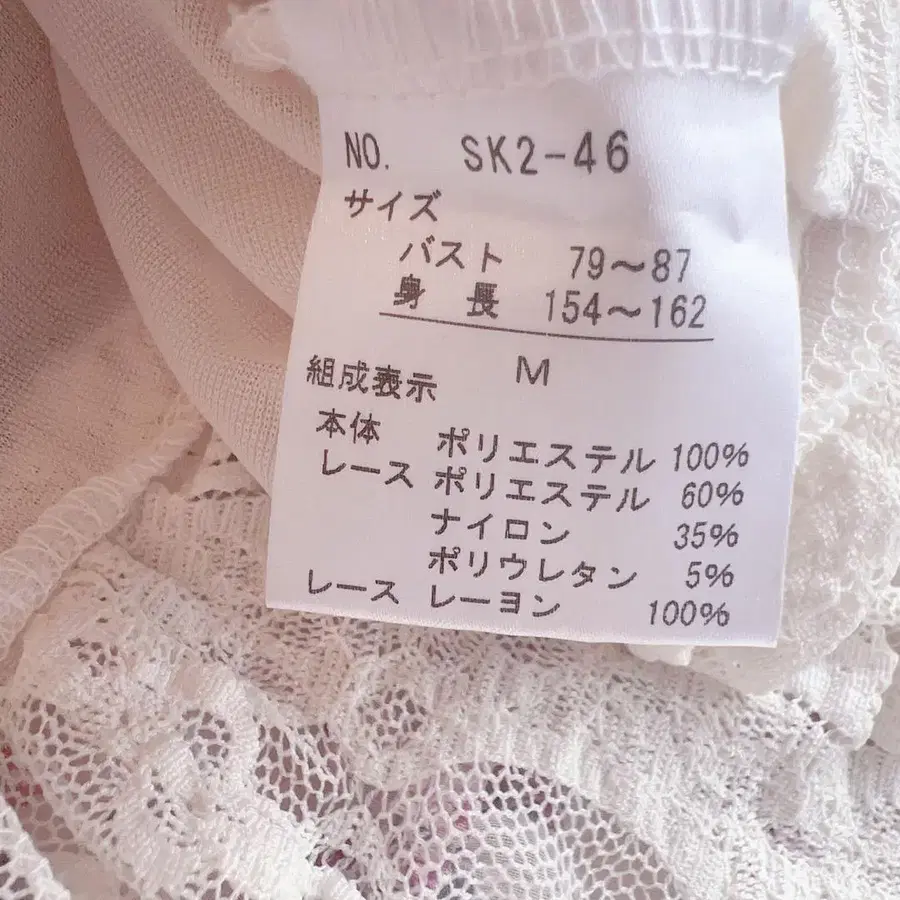 NO. SK2-46
サイズ
バスト 79～87
身長 154～162
M
組成表示
本体 ポリエステル 100%
レース ポリエステル 60%
ナイロン 35%
ポリウレタン 5%
レース レーヨン 100%